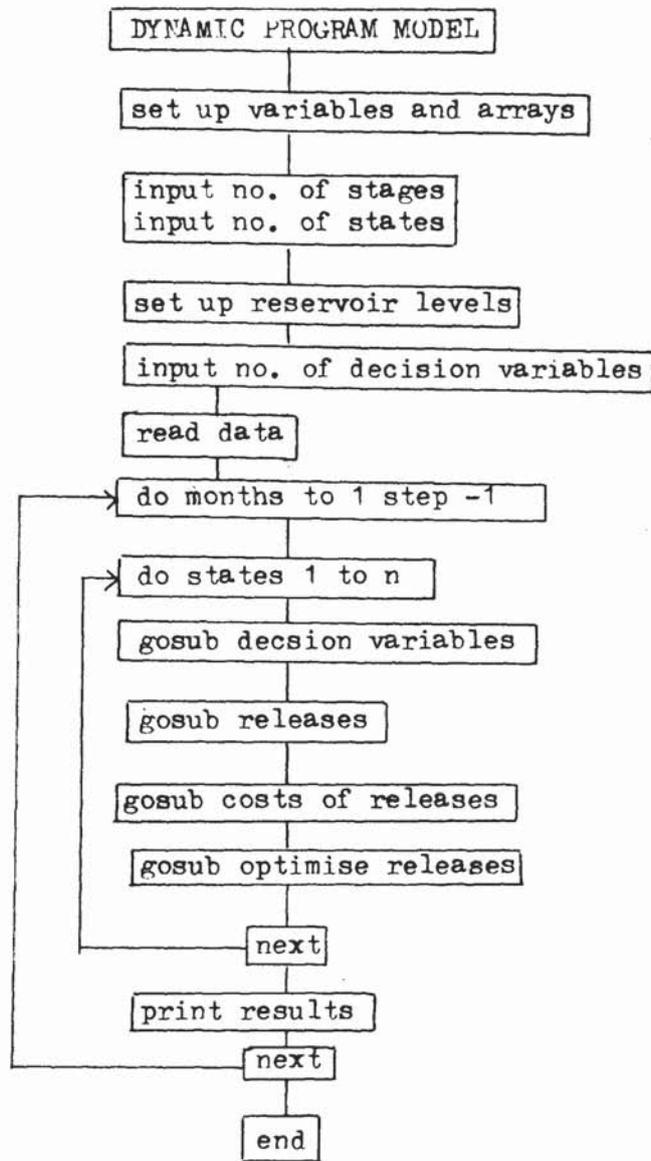 DYNAMIC PROGRAM MODEL
set up variables and arrays
input no. of stages
input no. of states
set up reservoir levels
input no. of decision variables
read data
do months to 1 step -1
do states 1 to n
gosub decsion variables
gosub releases
gosub costs of releases
gosub optimise releases
next
print results
next
end